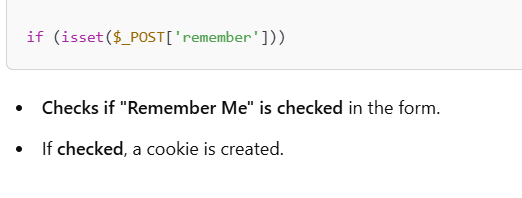 if (isset($_POST['remember']))
• Checks if "Remember Me" is checked in the form.
• If checked, a cookie is created.